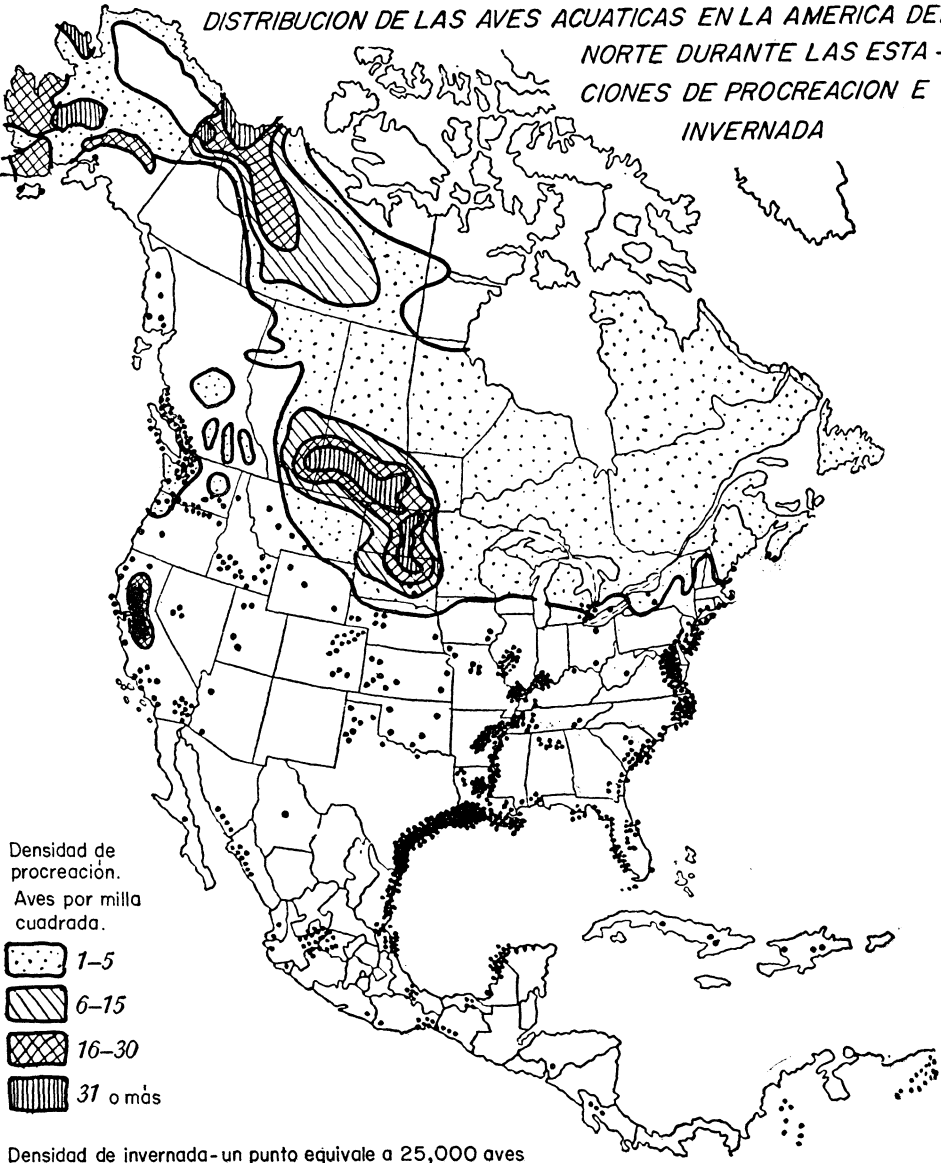 DISTRIBUCION DE LAS AVES ACUATICAS EN LA AMERICA DE
NORTE DURANTE LAS ESTA-
CIONES DE PROCREACION E
INVERNADA
Densidad de
procreación.
Aves por milla
cuadrada.
1-5
6-15
16-30
31 o más
Densidad de invernada-un punto equivale a 25,000 aves